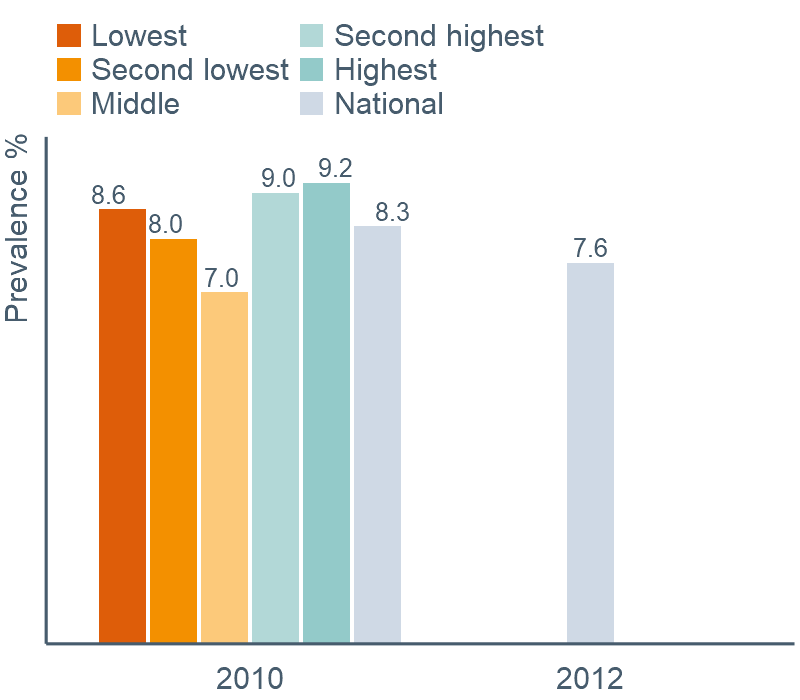 Lowest
Second lowest
Middle
Second highest
Highest
National
Prevalence %
8.6
8.0
7.0
9.0
9.2
8.3
7.6
2010
2012